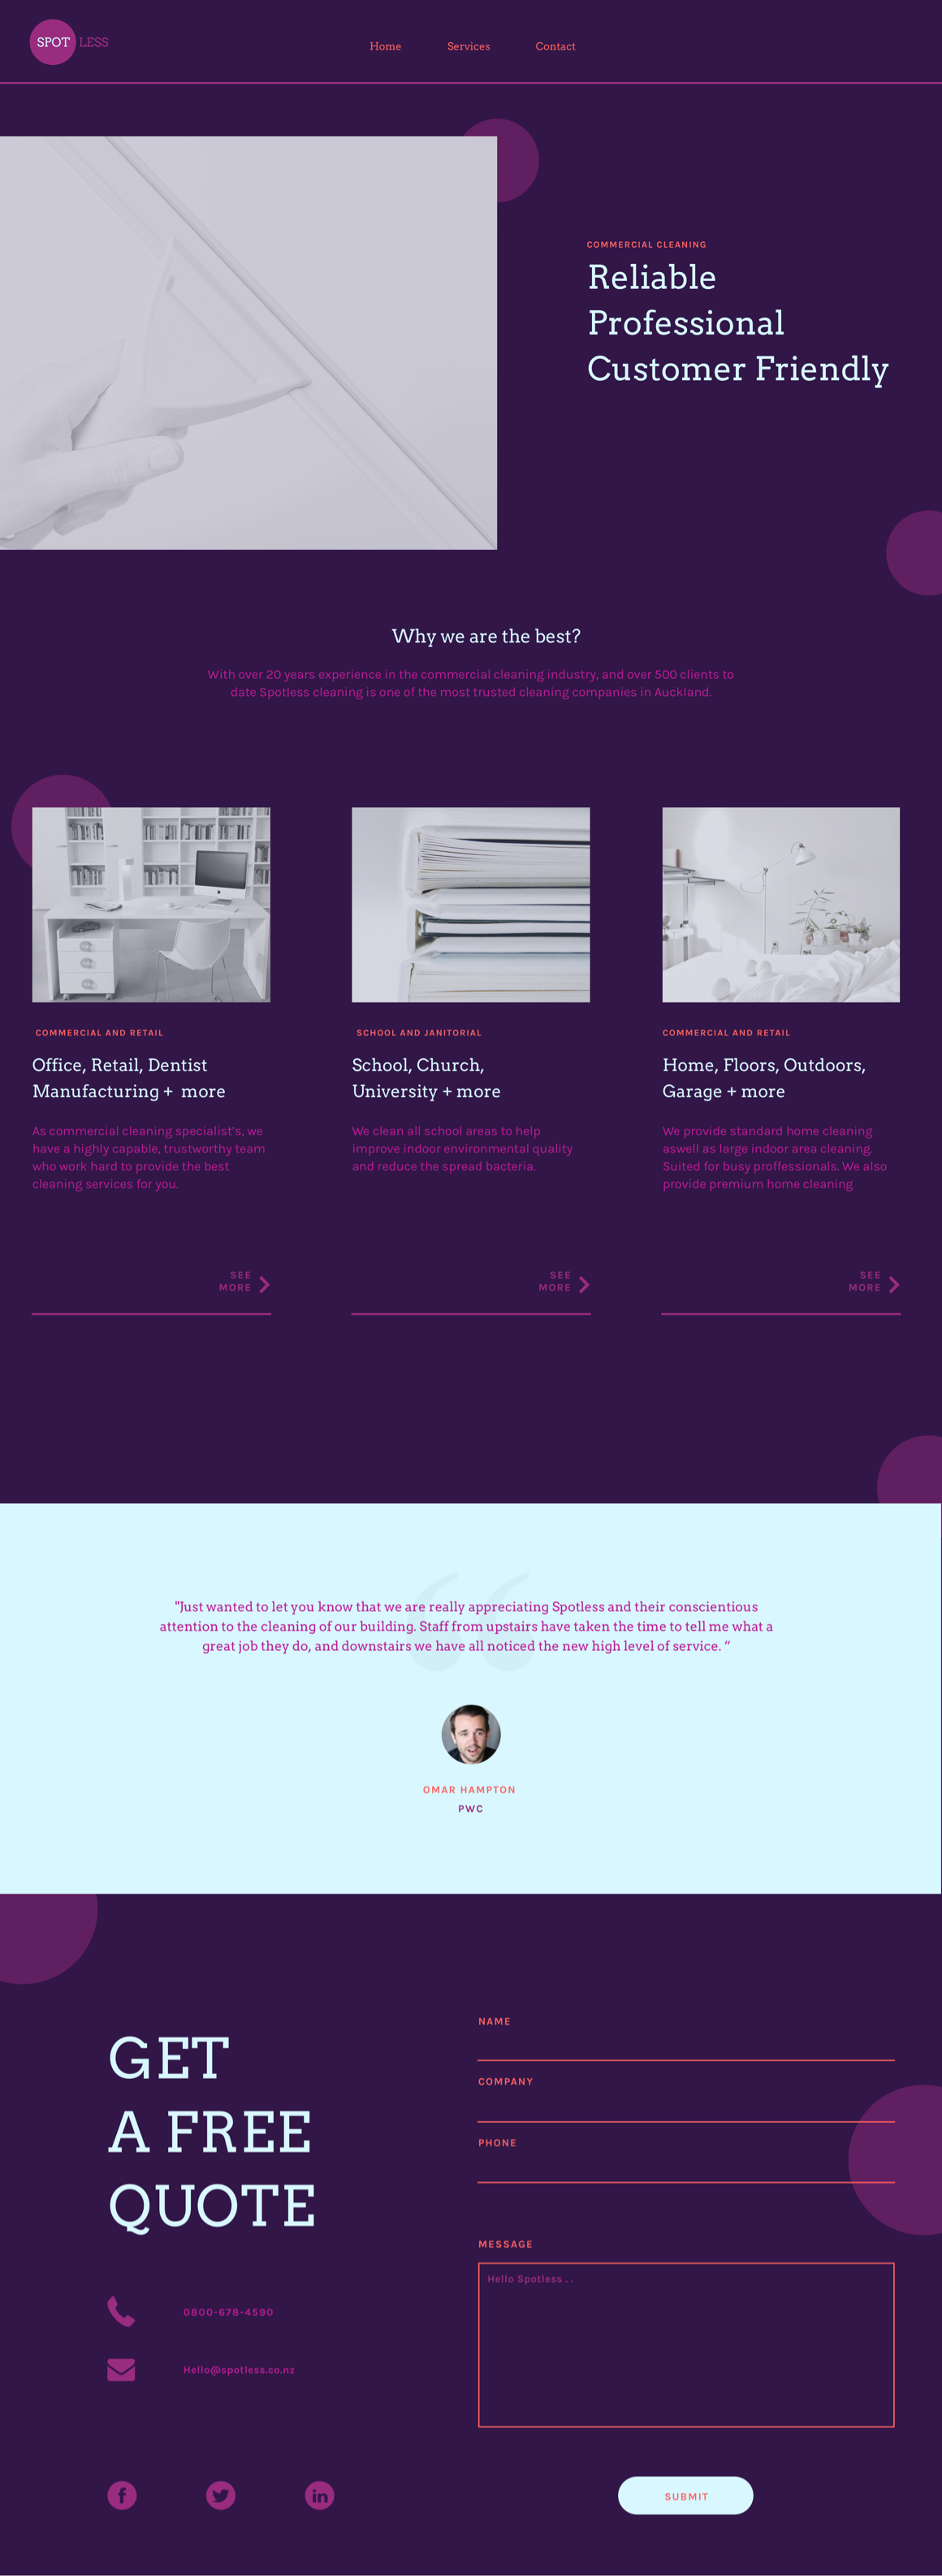 SPOT LESS
Home Services Contact
COMMERCIAL CLEANING
Reliable
Professional
Customer Friendly
Why we are the best?
With over 20 years experience in the commercial cleaning industry, and over 500 clients to
date Spotless cleaning is one of the most trusted cleaning companies in Auckland.
COMMERCIAL AND RETAIL
Office, Retail, Dentist
Manufacturing + more
As commercial cleaning specialist's, we
have a highly capable, trustworthy team
who work hard to provide the best
cleaning services for you.
SEE
MORE
SCHOOL AND JANITORIAL
School, Church,
University + more
We clean all school areas to help
improve indoor environmental quality
and reduce the spread bacteria.
SEE
MORE
COMMERCIAL AND RETAIL
Home, Floors, Outdoors,
Garage + more
We provide standard home cleaning
aswell as large indoor area cleaning.
Suited for busy proffessionals. We also
provide premium home cleaning
SEE
MORE
"Just wanted to let you know that we are really appreciating Spotless and their conscientious
attention to the cleaning of our building. Staff from upstairs have taken the time to tell me what a
great job they do, and downstairs we have all noticed the new high level of service. “
OMAR HAMPTON
PWC
GET
A FREE
QUOTE
0800-678-4590
Hello@spotless.co.nz
NAME
COMPANY
PHONE
MESSAGE
Hello Spotless . .
SUBMIT